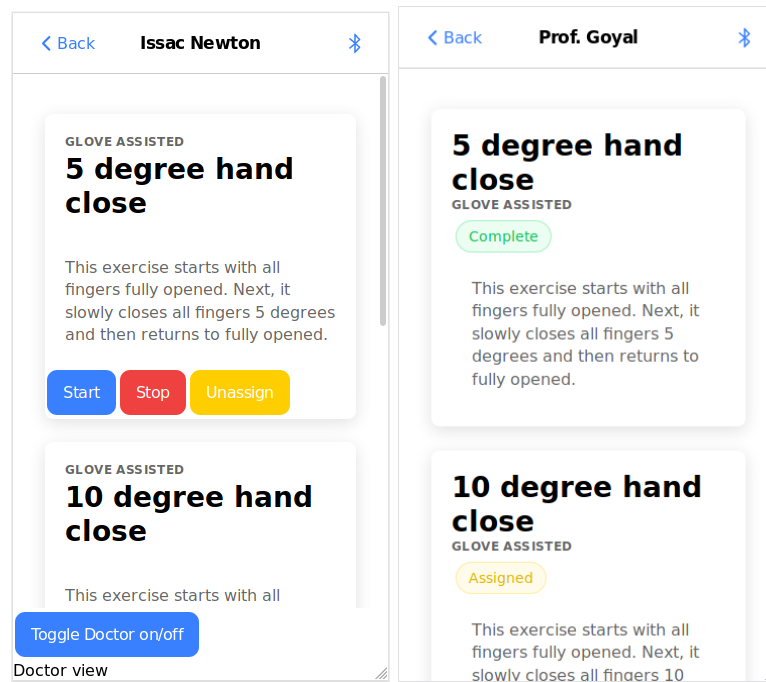 Back
Issac Newton
GLOVE ASSISTED
5 degree hand
close
This exercise starts with all
fingers fully opened. Next, it
slowly closes all fingers 5 degrees
and then returns to fully opened.
Start
Stop
Unassign
GLOVE ASSISTED
10 degree hand
close
This exercise starts with all
Toggle Doctor on/off
Doctor view
Back
Prof. Goyal
5 degree hand
close
GLOVE ASSISTED
Complete
This exercise starts with all
fingers fully opened. Next, it
slowly closes all fingers 5
degrees and then returns to
fully opened.
10 degree hand
close
GLOVE ASSISTED
Assigned
This exercise starts with all
fingers fully opened. Next, it
slowly closes all fingers 10